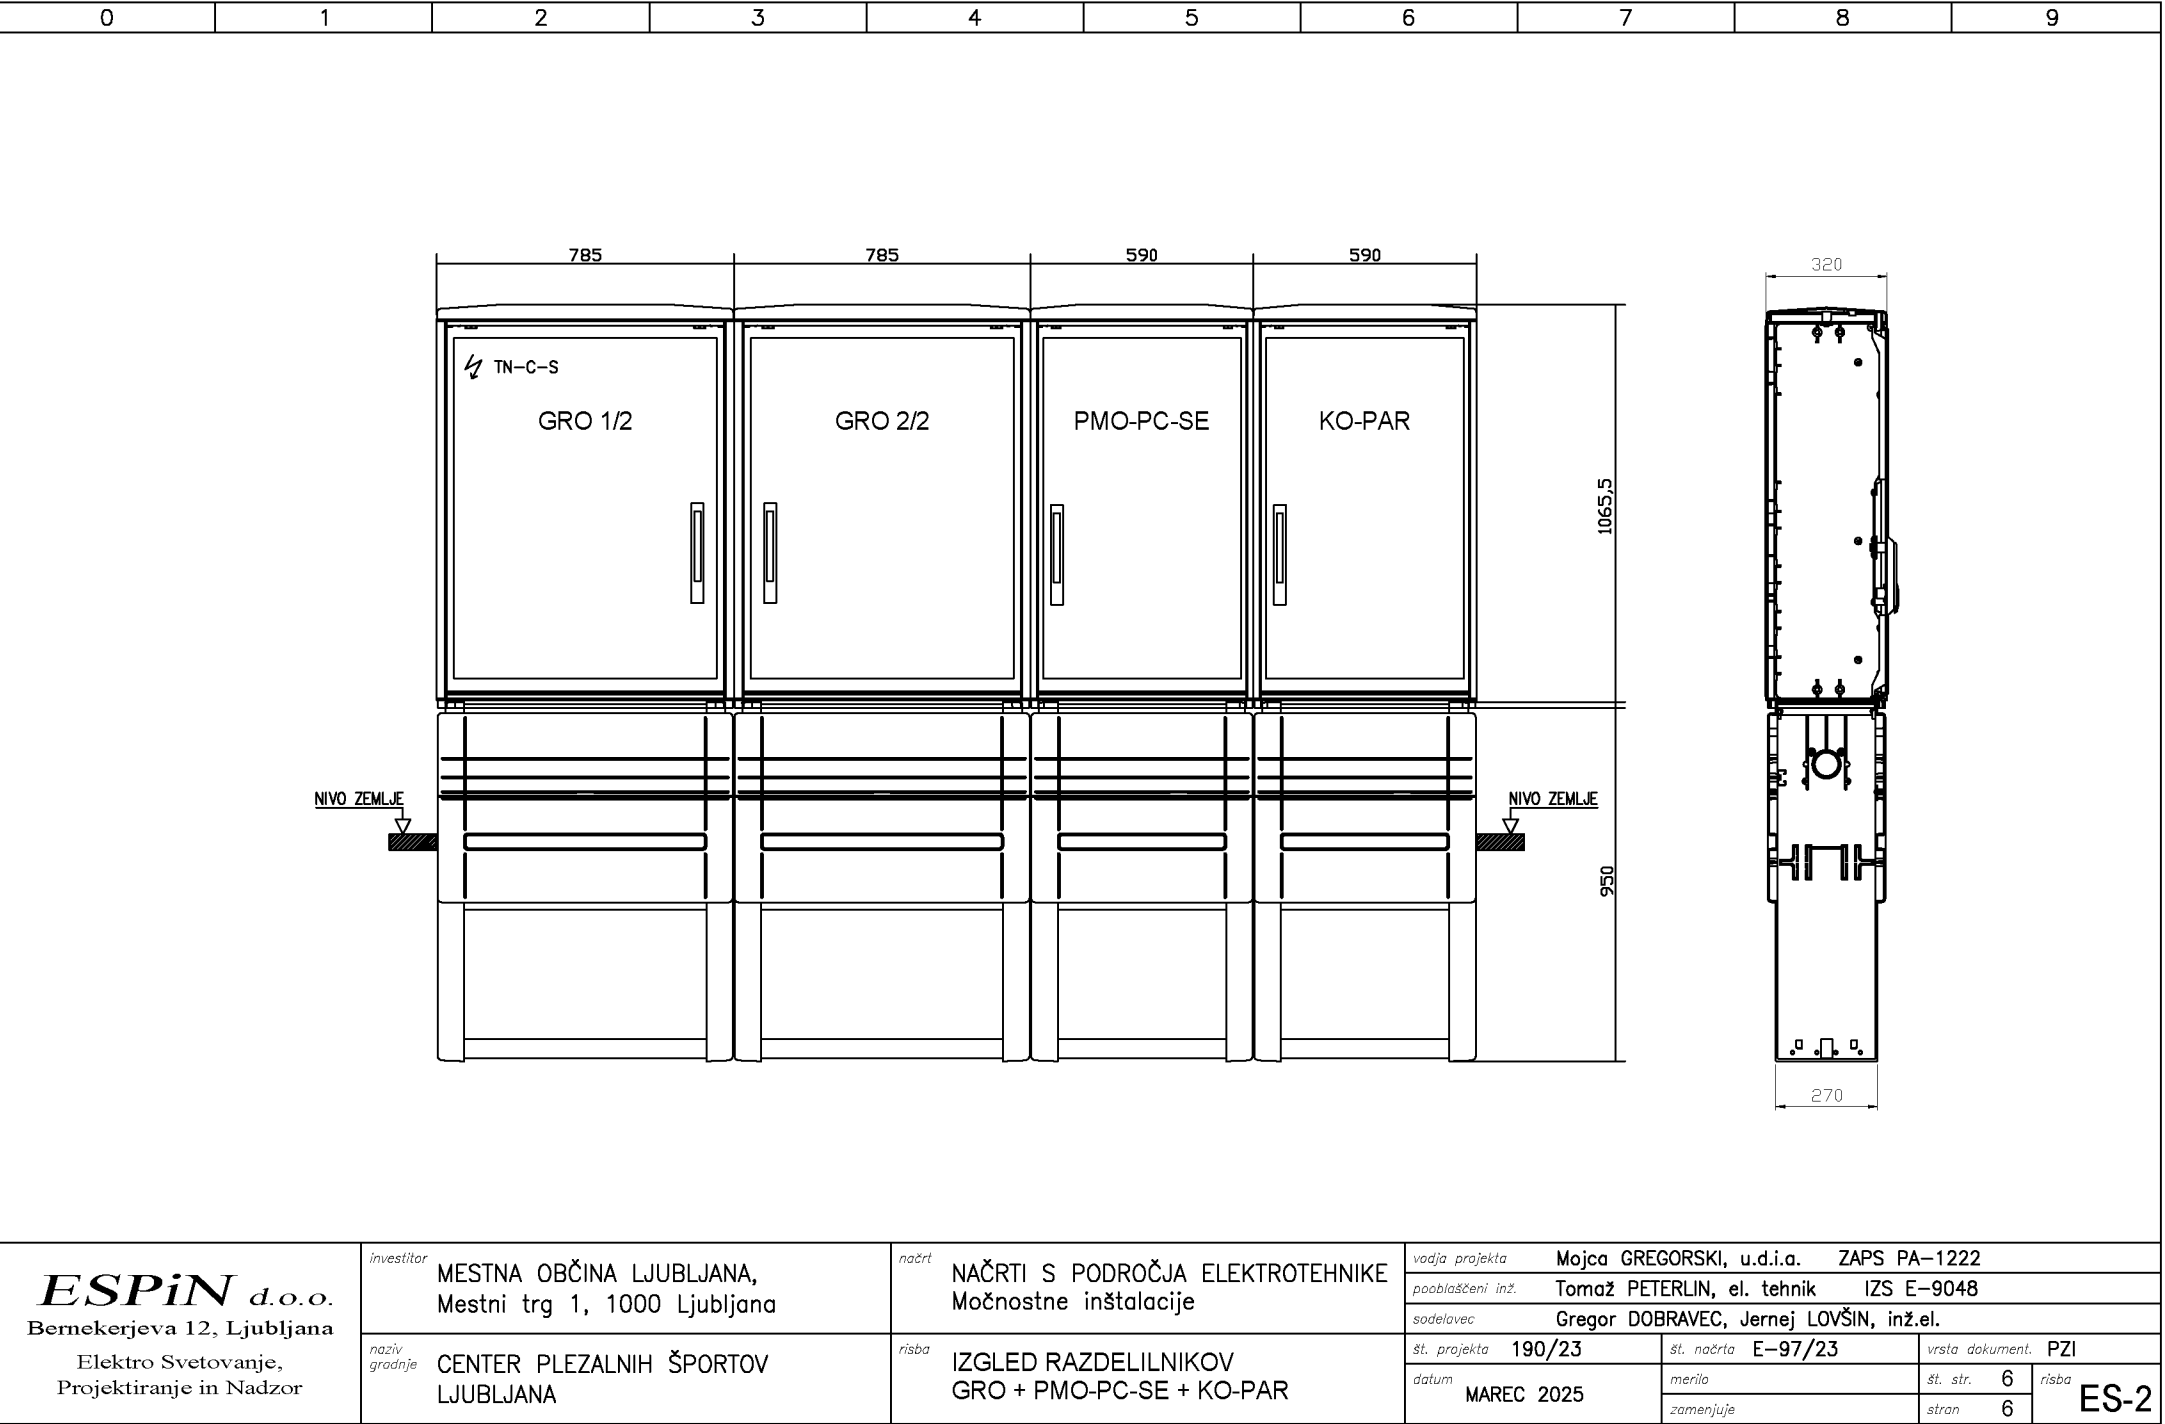 0 1 2 3 4 5 6 7 8 9
785 785 590 590
320
TN-C-S
GRO 1/2 GRO 2/2 PMO-PC-SE KO-PAR
1065,5
NIVO ZEMLJE NIVO ZEMLJE
950
270
ESPiN d.o.o.
Bernekerjeva 12, Ljubljana
Elektro Svetovanje,
Projektiranje in Nadzor
investitor
MESTNA OBČINA LJUBLJANA,
Mestni trg 1, 1000 Ljubljana
naziv
gradnje
CENTER PLEZALNIH ŠPORTOV
LJUBLJANA
načrt
NAČRTI S PODROČJA ELEKTROTEHNIKE
Močnostne inštalacije
risba
IZGLED RAZDELILNIKOV
GRO + PMO-PC-SE + KO-PAR
vodja projekta Mojca GREGORSKI, u.d.i.a. ZAPS PA-1222
pooblaščeni inž. Tomaž PETERLIN, el. tehnik IZS E-9048
sodelavec Gregor DOBRAVEC, Jernej LOVŠIN, inž.el.
št. projekta 190/23 št. načrta E-97/23 vrsta dokument. PZI
datum MAREC 2025
merilo
zamenjuje
št. str. 6
stran 6
risba ES-2